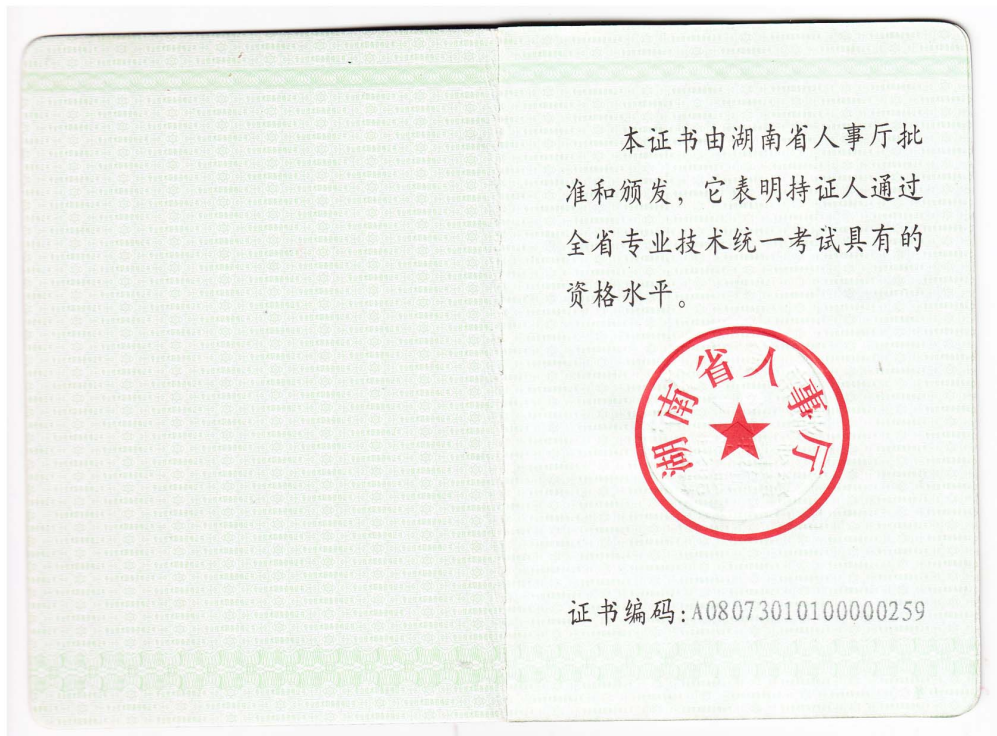 本证书由湖南省人事厅批
准和颁发，它表明持证人通过
全省专业技术统一考试具有的
资格水平。
湖南省人事厅
证书编码:A08073010100000259